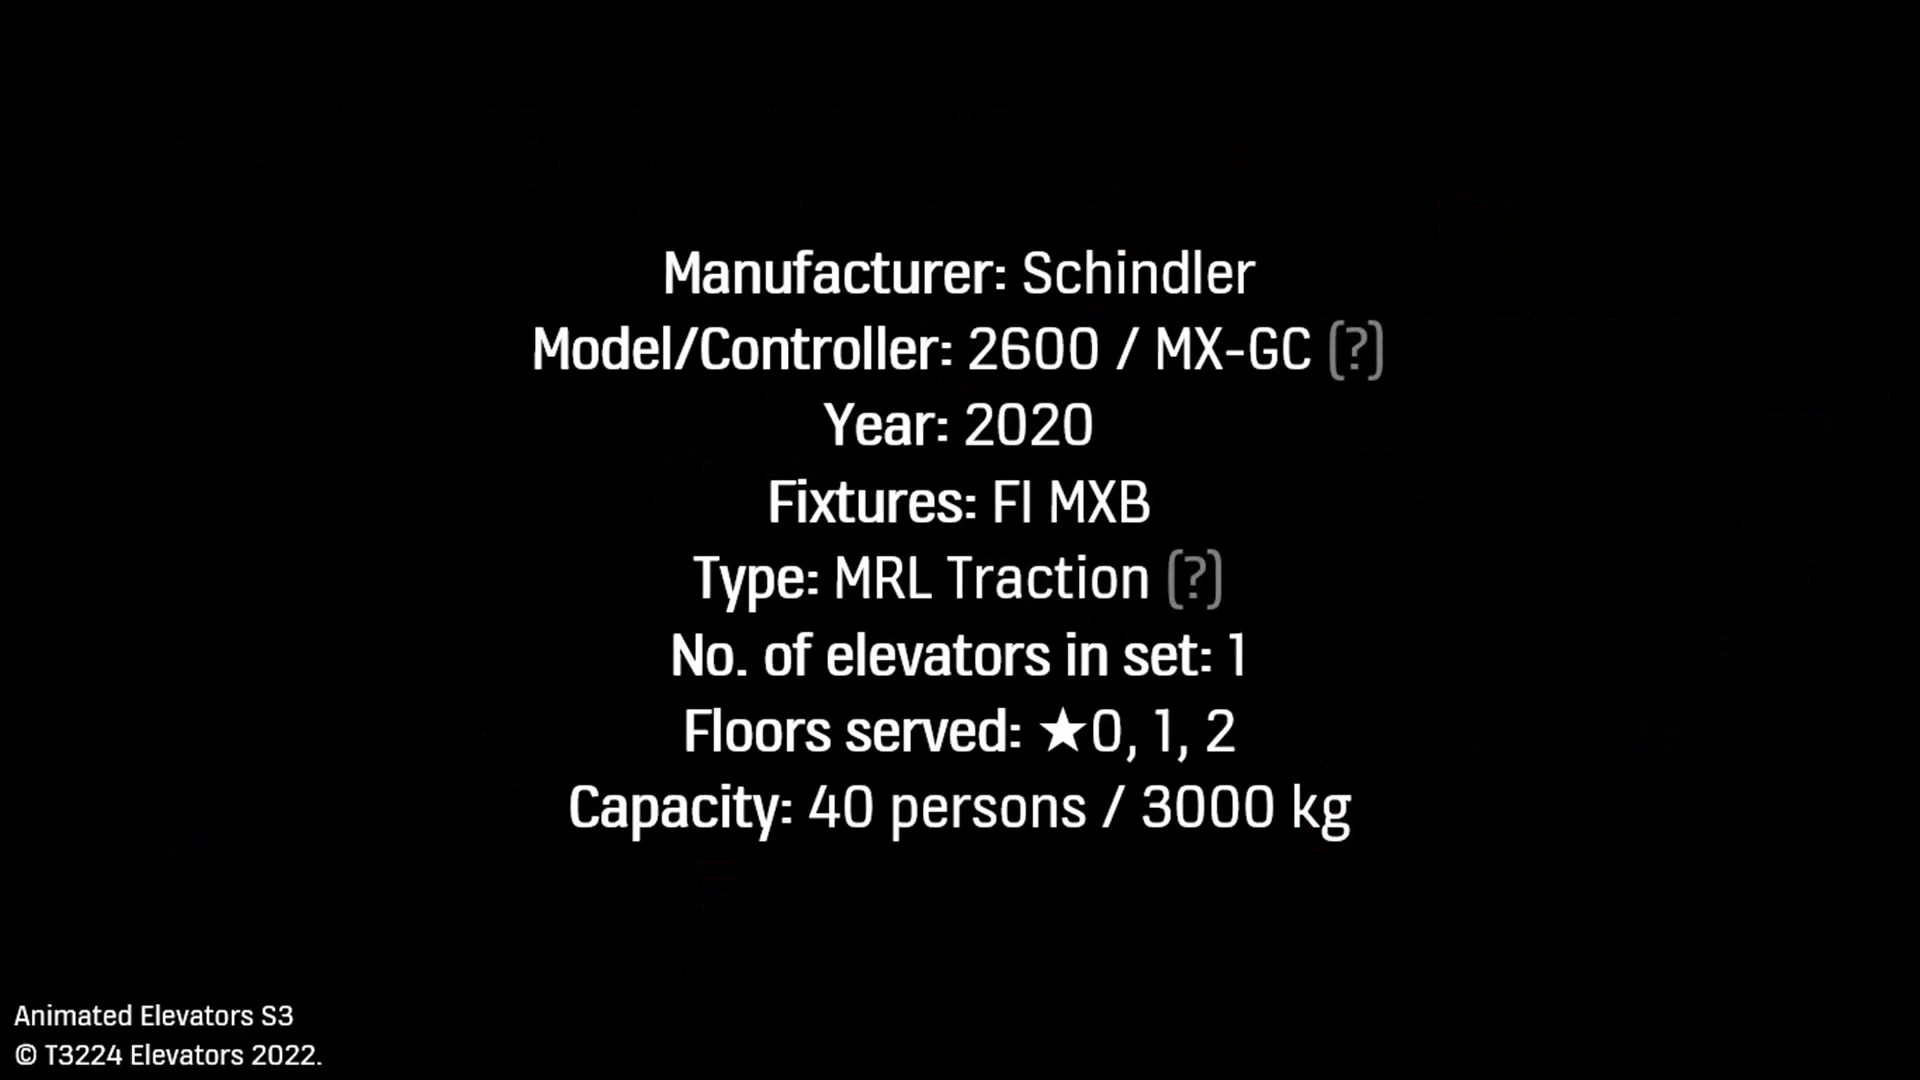 Manufacturer: Schindler
Model/Controller: 2600 / MX-GC (?)
Year: 2020
Fixtures: FI MXB
Type: MRL Traction (?)
No. of elevators in set: 1
Floors served: ★0, 1, 2
Capacity: 40 persons / 3000 kg
Animated Elevators S3
© T3224 Elevators 2022.